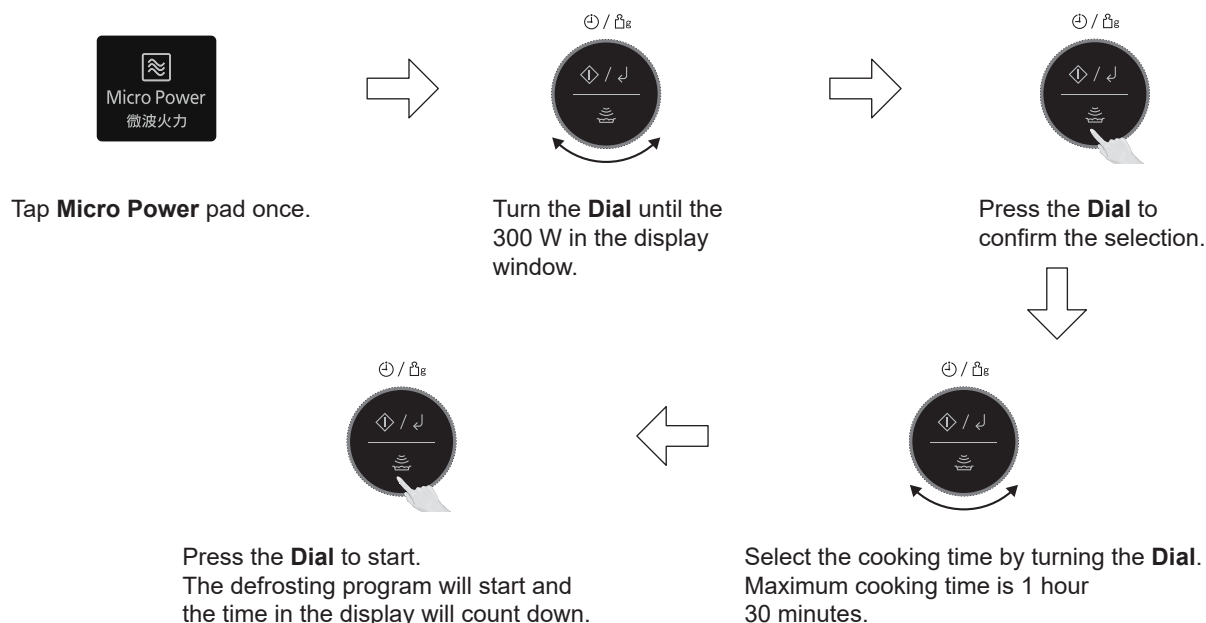 Micro Power
微波火力
Tap Micro Power pad once.
Turn the Dial until the
300 W in the display
window.
Press the Dial to
confirm the selection.
Select the cooking time by turning the Dial.
Maximum cooking time is 1 hour
30 minutes.
Press the Dial to start.
The defrosting program will start and
the time in the display will count down.